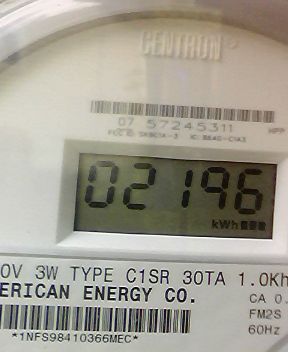 CENTRON®
07 57245311 HPP
02196
kWh
0V 3W TYPE C1SR 30TA 1.0Kh
ERICAN ENERGY CO. CA 0.
FM2S
60Hz
*1NFS98410366MEC*